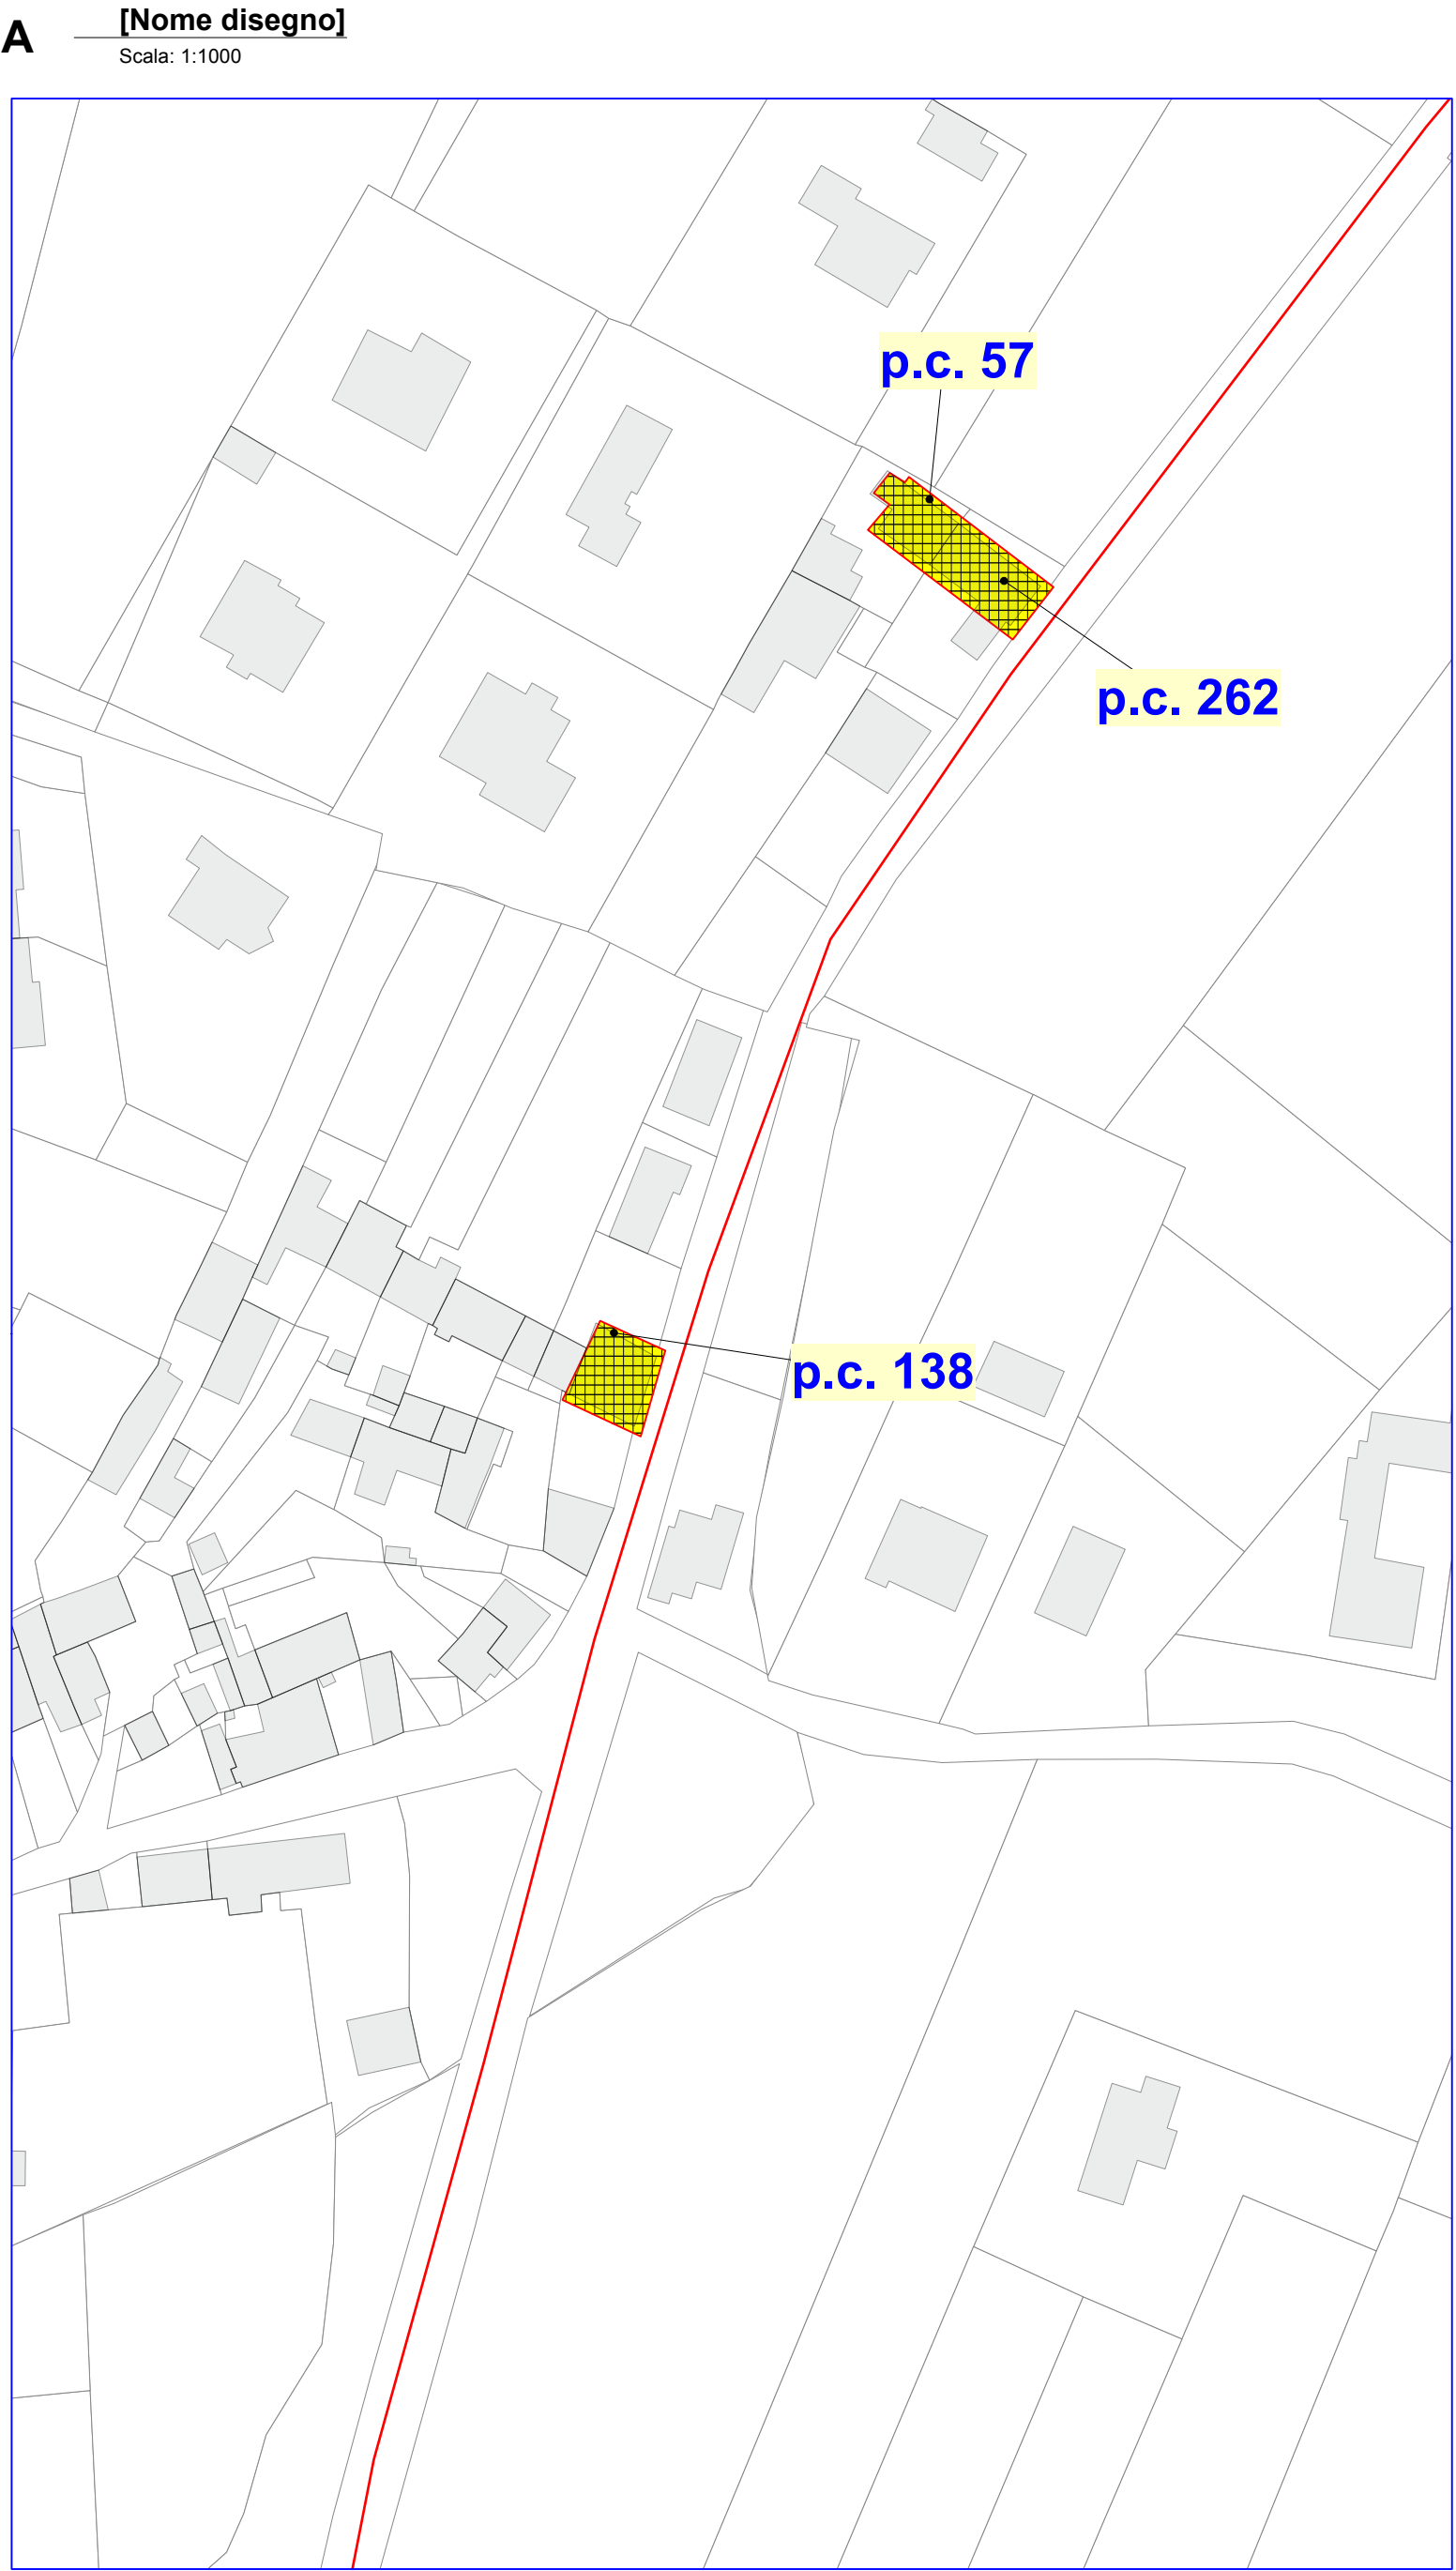 A
[Nome disegno]
Scala: 1:1000
p.c. 57
p.c. 262
p.c. 138